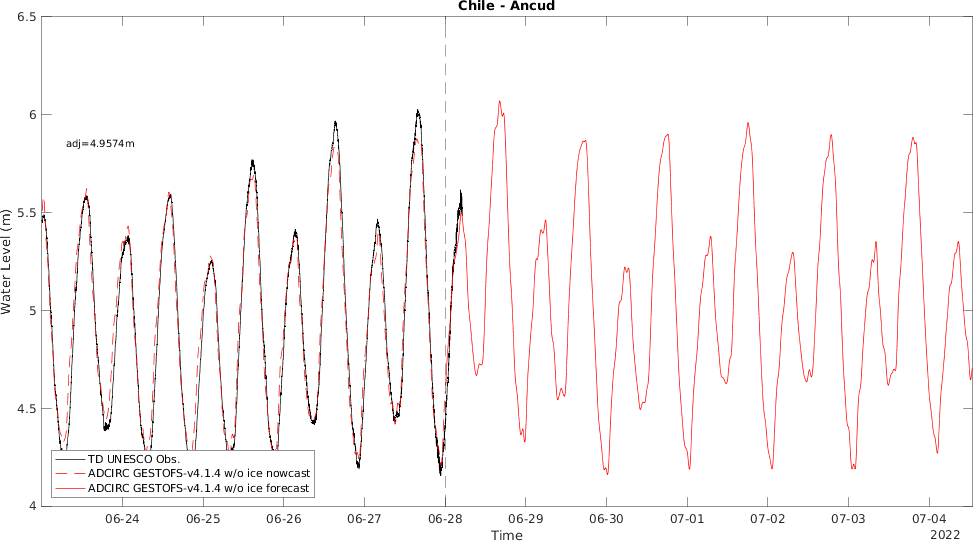 Chile - Ancud
6.5
6
5.5
5
4.5
4
Water Level (m)
adj=4.9574m
TD UNESCO Obs.
ADCIRC GESTOFS-v4.1.4 w/o ice nowcast
ADCIRC GESTOFS-v4.1.4 w/o ice forecast
06-24 06-25 06-26 06-27 06-28 06-29 06-30 07-01 07-02 07-03 07-04
Time
2022